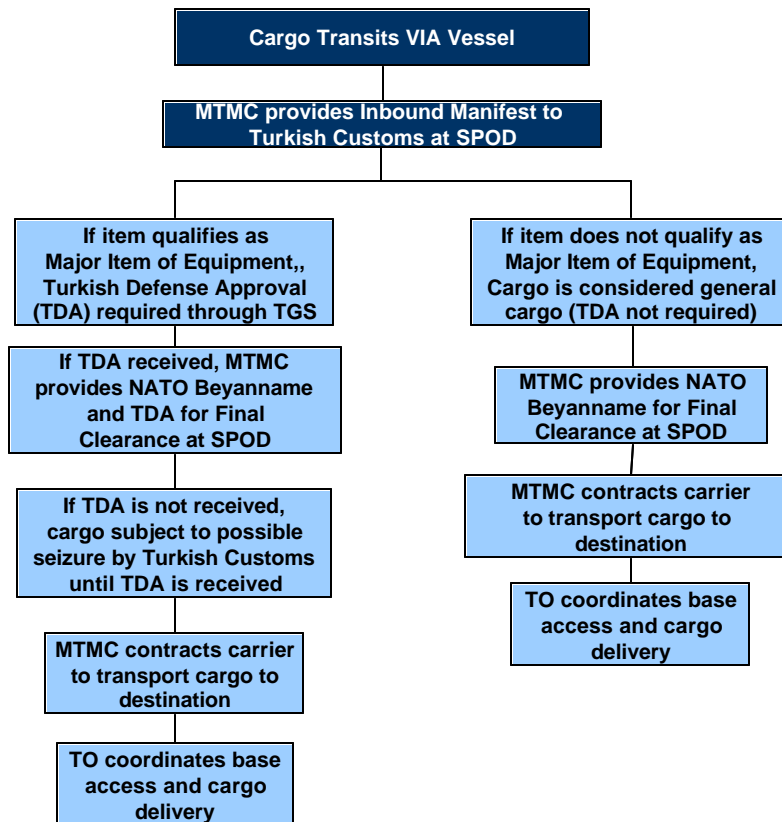 Cargo Transits VIA Vessel
MTMC provides Inbound Manifest to
Turkish Customs at SPOD
If item qualifies as
Major Item of Equipment,,
Turkish Defense Approval
(TDA) required through TGS
If TDA received, MTMC
provides NATO Beyanname
and TDA for Final
Clearance at SPOD
If TDA is not received,
cargo subject to possible
seizure by Turkish Customs
until TDA is received
MTMC contracts carrier
to transport cargo to
destination
TO coordinates base
access and cargo
delivery
If item does not qualify as
Major Item of Equipment,
Cargo is considered general
cargo (TDA not required)
MTMC provides NATO
Beyanname for Final
Clearance at SPOD
MTMC contracts carrier
to transport cargo to
destination
TO coordinates base
access and cargo
delivery